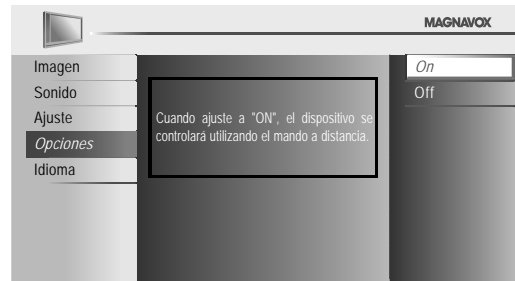 MAGNAVOX
Imagen
Sonido
Ajuste
Opciones
Idioma
Cuando ajuste a "ON", el dispositivo se
controlará utilizando el mando a distancia.
On
Off